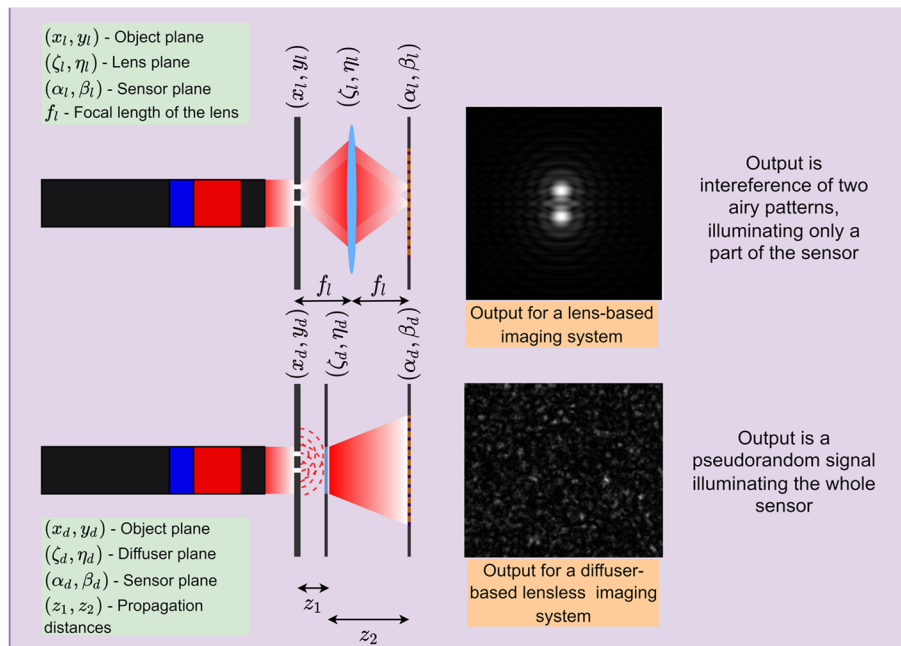 (x_l, y_l) - Object plane
(ζ_l, η_l) - Lens plane
(α_l, β_l) - Sensor plane
f_l - Focal length of the lens
(x_l, y_l)
(ζ_l, η_l)
(α_l, β_l)
f_l
f_l
Output for a lens-based
imaging system
Output is
intereference of two
airy patterns,
illuminating only a
part of the sensor
(x_d, y_d)
(ζ_d, η_d)
(α_d, β_d)
(x_d, y_d) - Object plane
(ζ_d, η_d) - Diffuser plane
(α_d, β_d) - Sensor plane
(z_1, z_2) - Propagation
distances
z_1
z_2
Output for a diffuser-
based lensless imaging
system
Output is a
pseudorandom signal
illuminating the whole
sensor